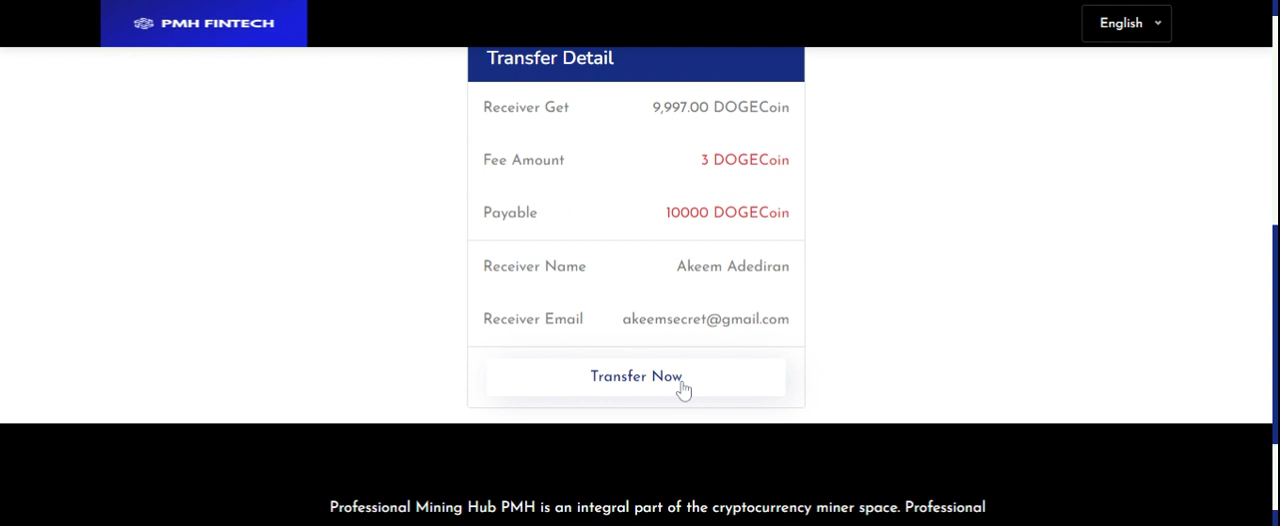 PMH FINTECH
English
Transfer Detail
Receiver Get 9,997.00 DOGECoin
Fee Amount 3 DOGECoin
Payable 10000 DOGECoin
Receiver Name Akeem Adediran
Receiver Email akeemsecret@gmail.com
Transfer Now
Professional Mining Hub PMH is an integral part of the cryptocurrency miner space. Professional